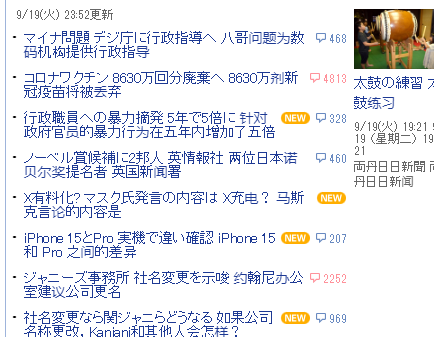 9/19(火) 23:52更新
マイナ問題 デジ庁に行政指導へ 八哥问题为数
码机构提供行政指导
468
コロナワクチン 8630万回分廃棄へ 8630万剂新
冠疫苗将被丢弃
4813
行政職員への暴力摘発 5年で5倍に 针对
政府官员的暴力行为在五年内增加了五倍
NEW 328
ノーベル賞候補に2邦人 英情報社 两位日本诺
贝尔奖提名者 英国新闻署
460
X有料化? マスク氏発言の内容は X充电？ 马斯
克言论的内容是
NEW
iPhone 15とPro 実機で違い確認 iPhone 15
和 Pro 之间的差异
NEW 207
ジャニーズ事務所 社名変更を示唆 约翰尼办公
室建议公司更名
2252
社名変更なら関ジャニらどうなる 如果公司
名称更改，Kanjani和其他人会怎样？
NEW 969
太鼓の練習 太
鼓练习
9/19(火) 19:21 9
19（星期二）19
21
両丹日日新聞 両
丹日日新闻